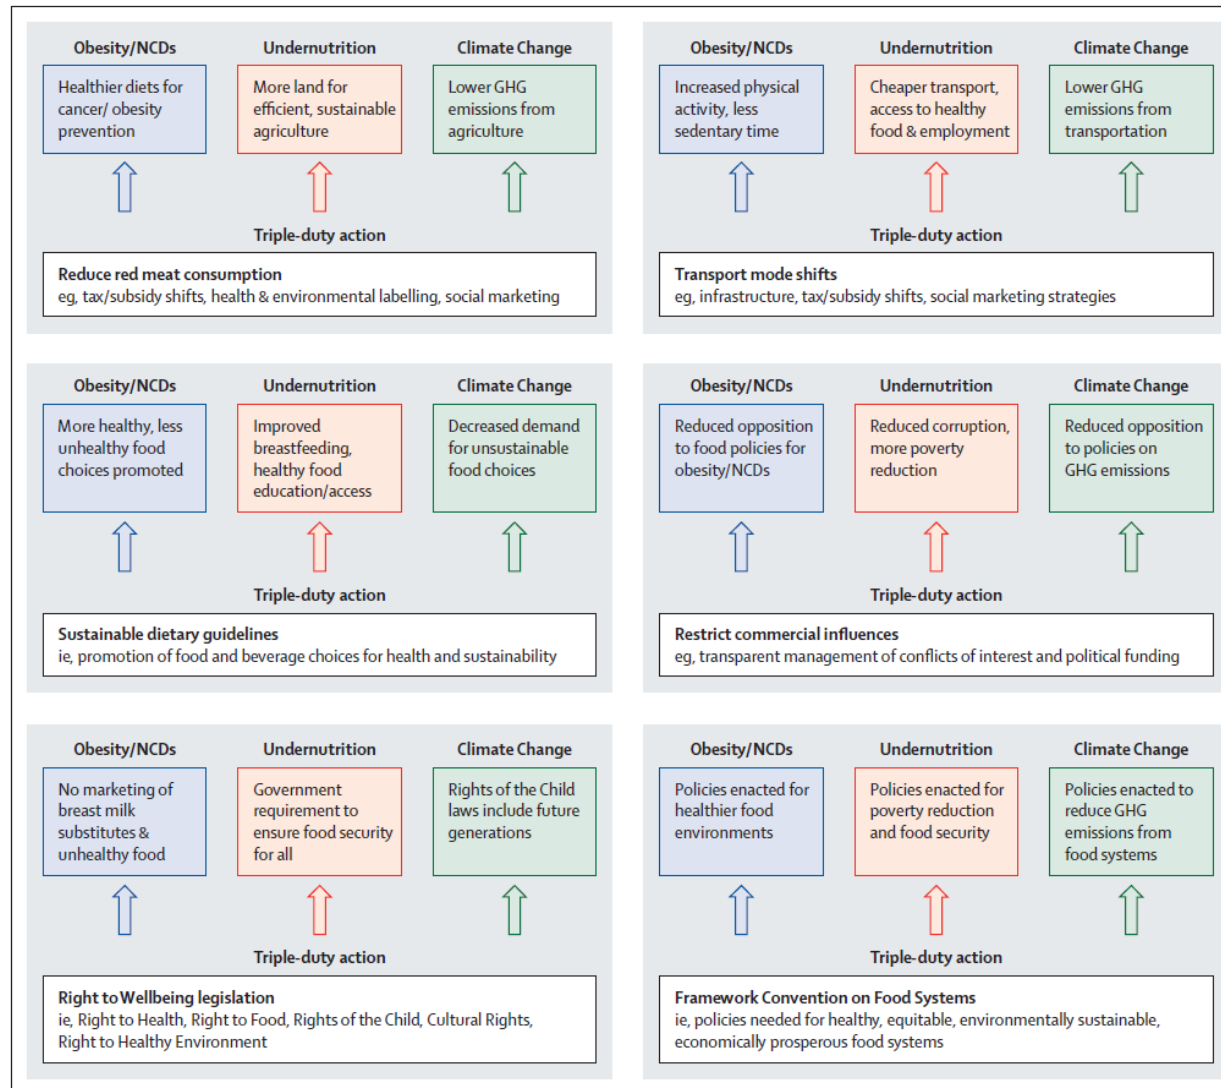 Obesity/NCDs
Undernutrition
Climate Change
Healthier diets for
cancer/ obesity
prevention
More land for
efficient, sustainable
agriculture
Lower GHG
emissions from
agriculture
Triple-duty action
Reduce red meat consumption
eg, tax/subsidy shifts, health & environmental labelling, social marketing
Obesity/NCDs
Undernutrition
Climate Change
Increased physical
activity, less
sedentary time
Cheaper transport,
access to healthy
food & employment
Lower GHG
emissions from
transportation
Triple-duty action
Transport mode shifts
eg, infrastructure, tax/subsidy shifts, social marketing strategies
Obesity/NCDs
Undernutrition
Climate Change
More healthy, less
unhealthy food
choices promoted
Improved
breastfeeding,
healthy food
education/access
Decreased demand
for unsustainable
food choices
Triple-duty action
Sustainable dietary guidelines
ie, promotion of food and beverage choices for health and sustainability
Obesity/NCDs
Undernutrition
Climate Change
Reduced opposition
to food policies for
obesity/NCDs
Reduced corruption,
more poverty
reduction
Reduced opposition
to policies on
GHG emissions
Triple-duty action
Restrict commercial influences
eg, transparent management of conflicts of interest and political funding
Obesity/NCDs
Undernutrition
Climate Change
No marketing of
breast milk
substitutes &
unhealthy food
Government
requirement to
ensure food security
for all
Rights of the Child
laws include future
generations
Triple-duty action
Right to Wellbeing legislation
ie, Right to Health, Right to Food, Rights of the Child, Cultural Rights,
Right to Healthy Environment
Obesity/NCDs
Undernutrition
Climate Change
Policies enacted for
healthier food
environments
Policies enacted for
poverty reduction
and food security
Policies enacted to
reduce GHG
emissions from
food systems
Triple-duty action
Framework Convention on Food Systems
ie, policies needed for healthy, equitable, environmentally sustainable,
economically prosperous food systems